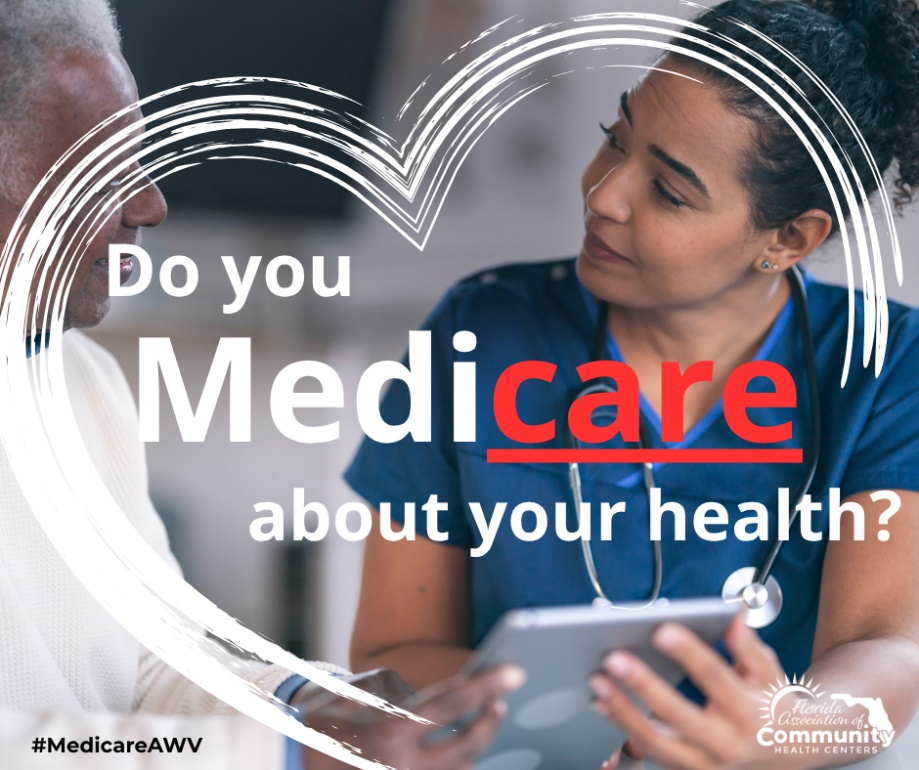 Do you
Medicare
about your health?
#MedicareAWV
Florida
Association of
Community
HEALTH CENTERS